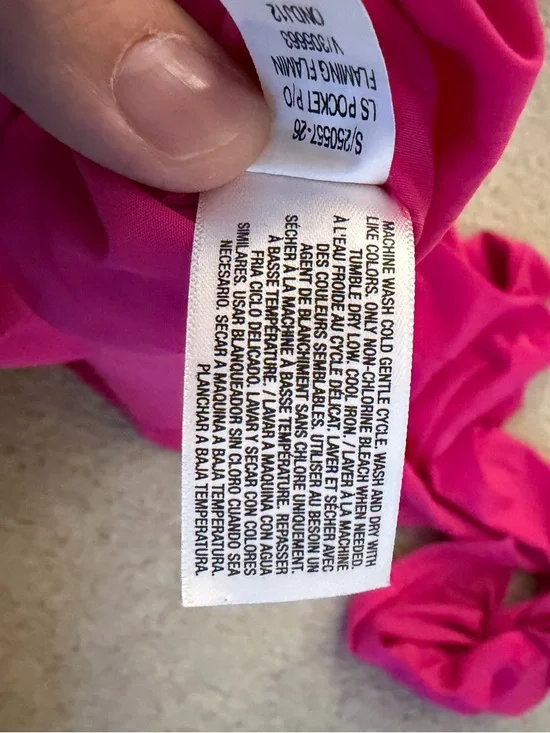 S/250557-26
LS POCKET P/O
FLAMING FLAMIN
V/305663
MACHINE WASH COLD GENTLE CYCLE. WASH AND DRY WITH
LIKE COLORS. ONLY NON-CHLORINE BLEACH WHEN NEEDED.
TUMBLE DRY LOW. COOL IRON. / LAVER À LA MACHINE
À L'EAU FROIDE AU CYCLE DÉLICAT. LAVER ET SÉCHER AVEC
DES COULEURS SEMBLABLES. UTILISER AU BESOIN UN
AGENT DE BLANCHIMENT SANS CHLORE UNIQUEMENT.
SÉCHER À LA MACHINE À BASSE TEMPÉRATURE. REPASSER
À BASSE TEMPÉRATURE. / LAVAR A MAQUINA CON AGUA
FRIA CICLO DELICADO. LAVAR Y SECAR CON COLORES
SIMILARES. USAR BLANQUEADOR SIN CLORO CUANDO SEA
NECESARIO. SECAR A MAQUINA A BAJA TEMPERATURA.
PLANCHAR A BAJA TEMPERATURA.